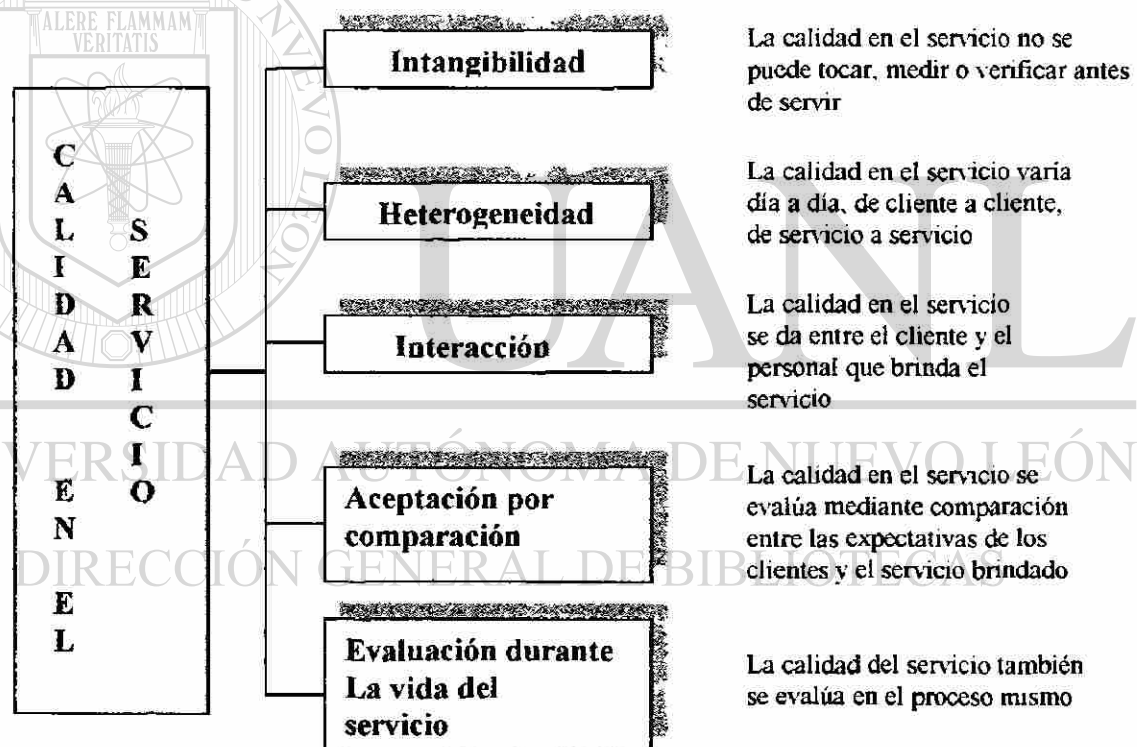 ALERE FLAMMAM
VERITATIS
CALIDAD EN EL
SERVICIO
Intangibilidad
La calidad en el servicio no se
puede tocar, medir o verificar antes
de servir
Heterogeneidad
La calidad en el servicio varía
día a día, de cliente a cliente,
de servicio a servicio
Interacción
La calidad en el servicio
se da entre el cliente y el
personal que brinda el
servicio
Aceptación por
comparación
La calidad en el servicio se
evalúa mediante comparación
entre las expectativas de los
clientes y el servicio brindado
Evaluación durante
La vida del
servicio
La calidad del servicio también
se evalúa en el proceso mismo
UANL
VERSIDAD AUTÓNOMA DE NUEVO LEÓN
DIRECCIÓN GENERAL DE BIBLIOTECAS